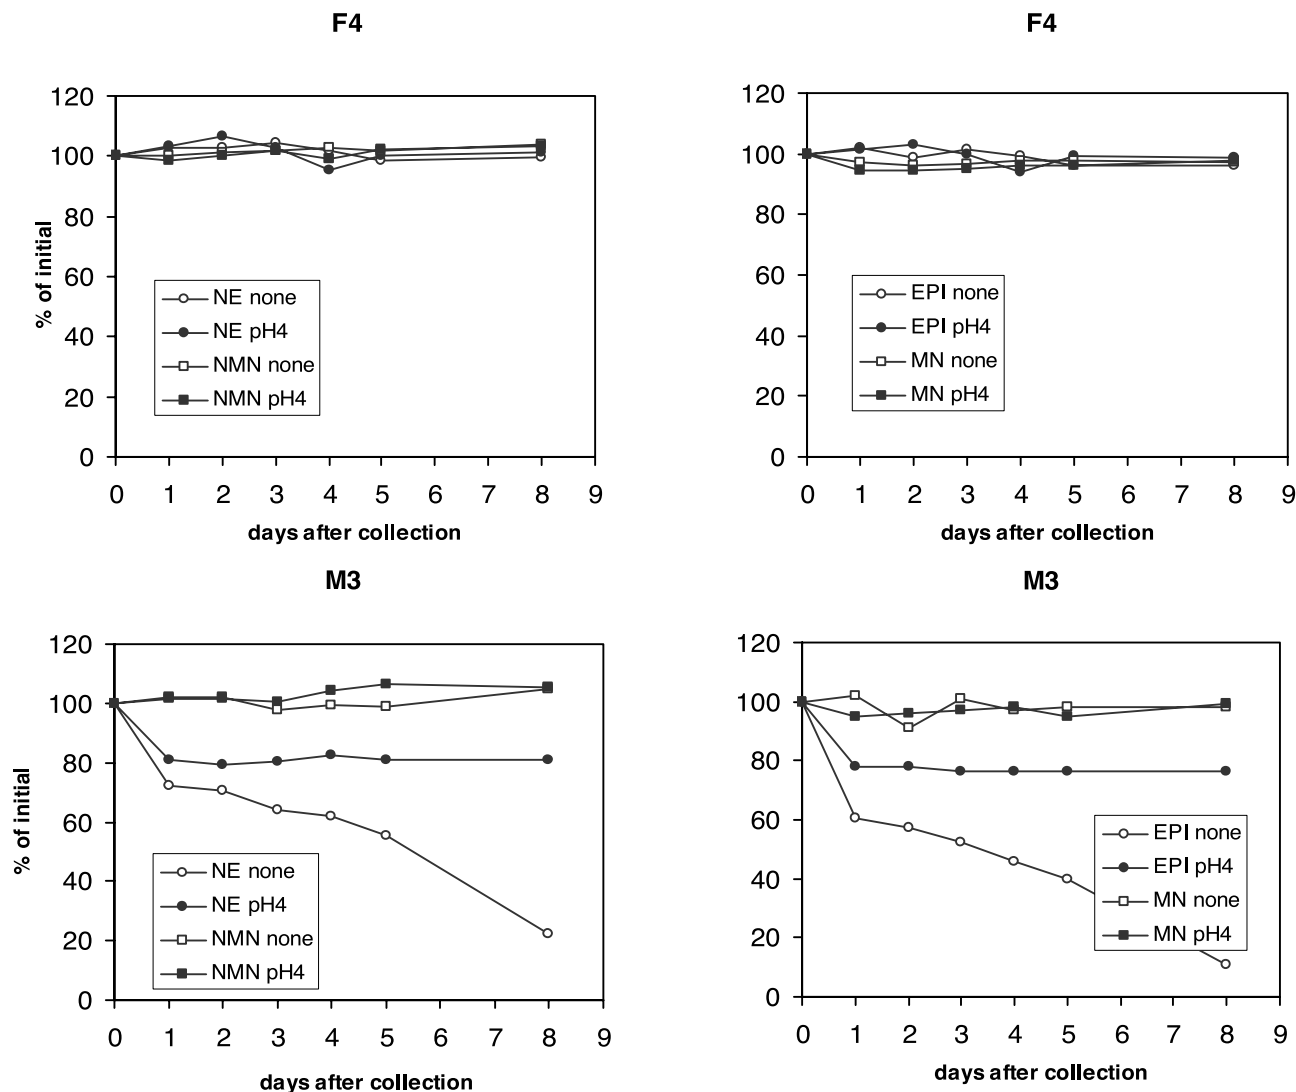 F4
120
100
80
60
40
20
0
% of initial
NE none
NE pH4
NMN none
NMN pH4
0 1 2 3 4 5 6 7 8 9
days after collection
F4
120
100
80
60
40
20
0
EPI none
EPI pH4
MN none
MN pH4
0 1 2 3 4 5 6 7 8 9
days after collection
M3
120
100
80
60
40
20
0
% of initial
NE none
NE pH4
NMN none
NMN pH4
0 1 2 3 4 5 6 7 8 9
days after collection
M3
120
100
80
60
40
20
0
EPI none
EPI pH4
MN none
MN pH4
0 1 2 3 4 5 6 7 8 9
days after collection